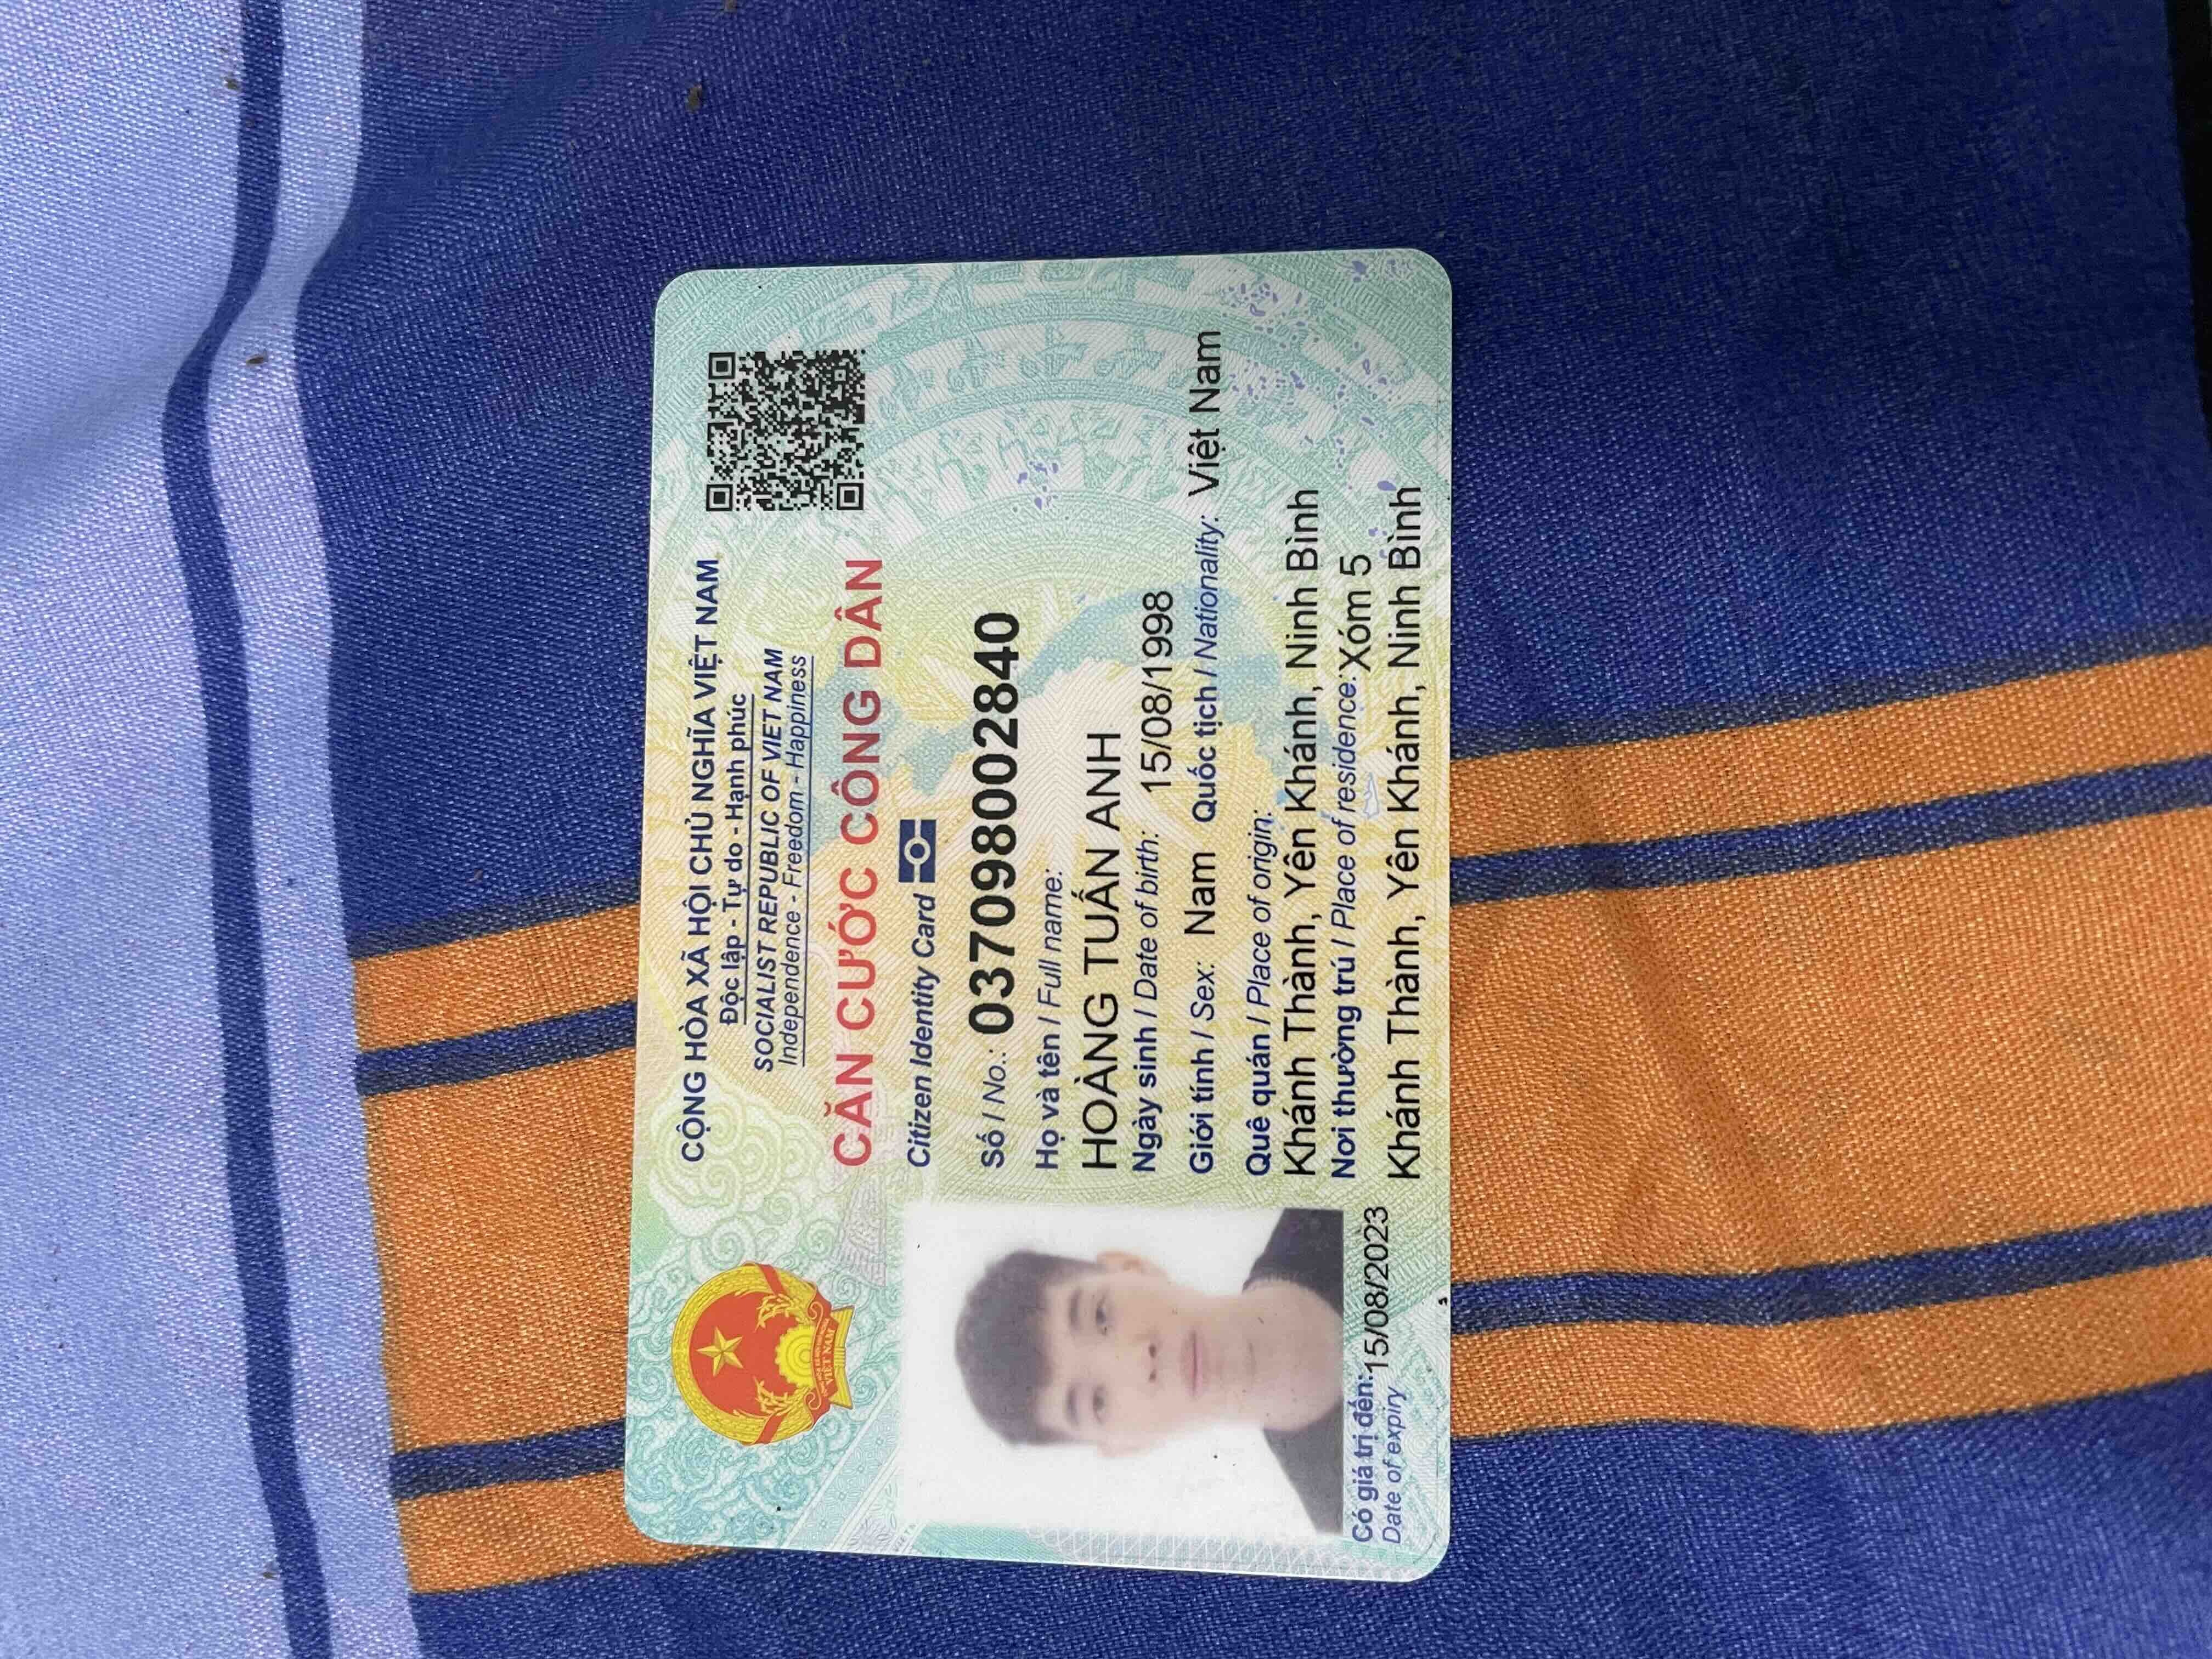 CỘNG HÒA XÃ HỘI CHỦ NGHĨA VIỆT NAM
Độc lập - Tự do - Hạnh phúc
SOCIALIST REPUBLIC OF VIET NAM
Independence - Freedom - Happiness
CĂN CƯỚC CÔNG DÂN
Citizen Identity Card
Số / No.: 037098002840
Họ và tên / Full name:
HOÀNG TUẤN ANH
Ngày sinh / Date of birth: 15/08/1998
Giới tính / Sex: Nam Quốc tịch / Nationality: Việt Nam
Quê quán / Place of origin:
Khánh Thành, Yên Khánh, Ninh Bình
Nơi thường trú / Place of residence: Xóm 5
Khánh Thành, Yên Khánh, Ninh Bình
Có giá trị đến: 15/08/2023
Date of expiry